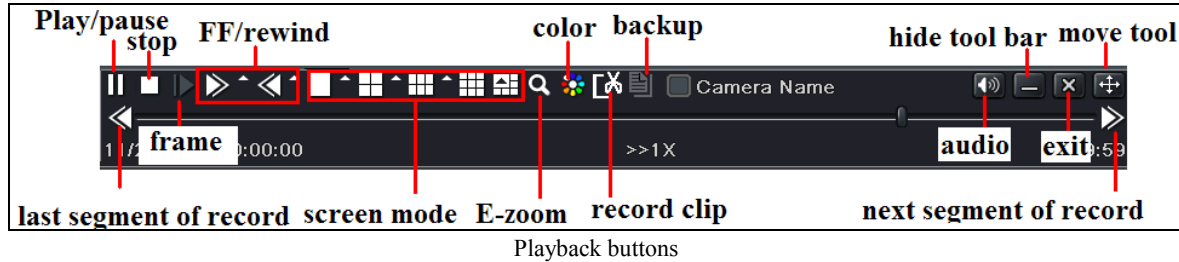 Play/pause
stop
FF/rewind
color
backup
hide tool bar
move tool
Camera Name
frame
:00:00
>>1X
audio
exit
:59
last segment of record
screen mode
E-zoom
record clip
next segment of record
Playback buttons